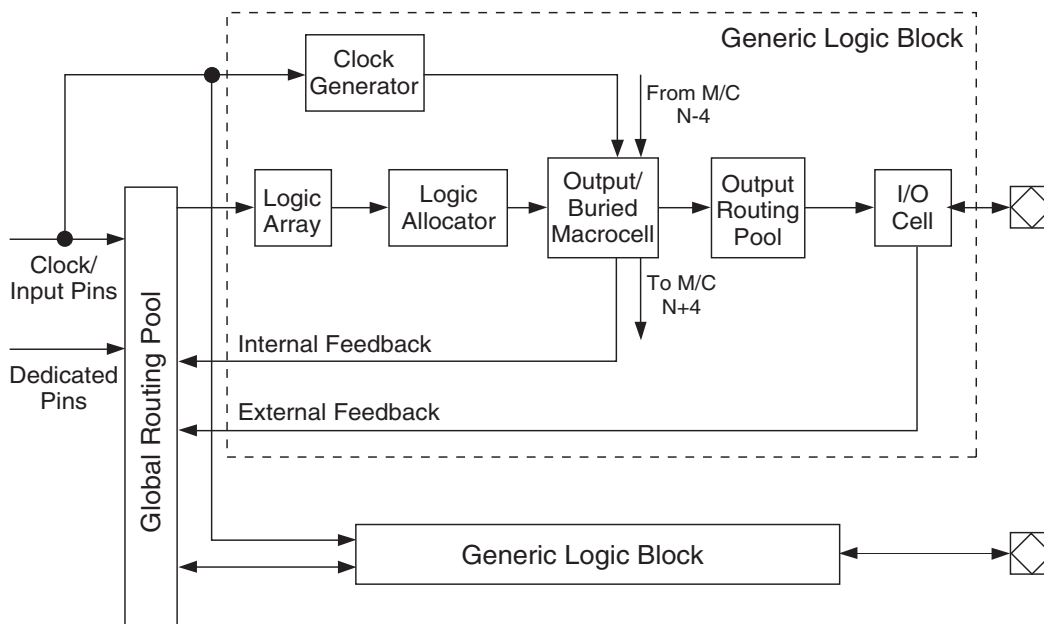 Generic Logic Block
Clock
Generator
From M/C
N-4
Logic
Array
Logic
Allocator
Output/
Buried
Macrocell
Output
Routing
Pool
I/O
Cell
Clock/
Input Pins
To M/C
N+4
Internal Feedback
Dedicated
Pins
External Feedback
Global Routing Pool
Generic Logic Block